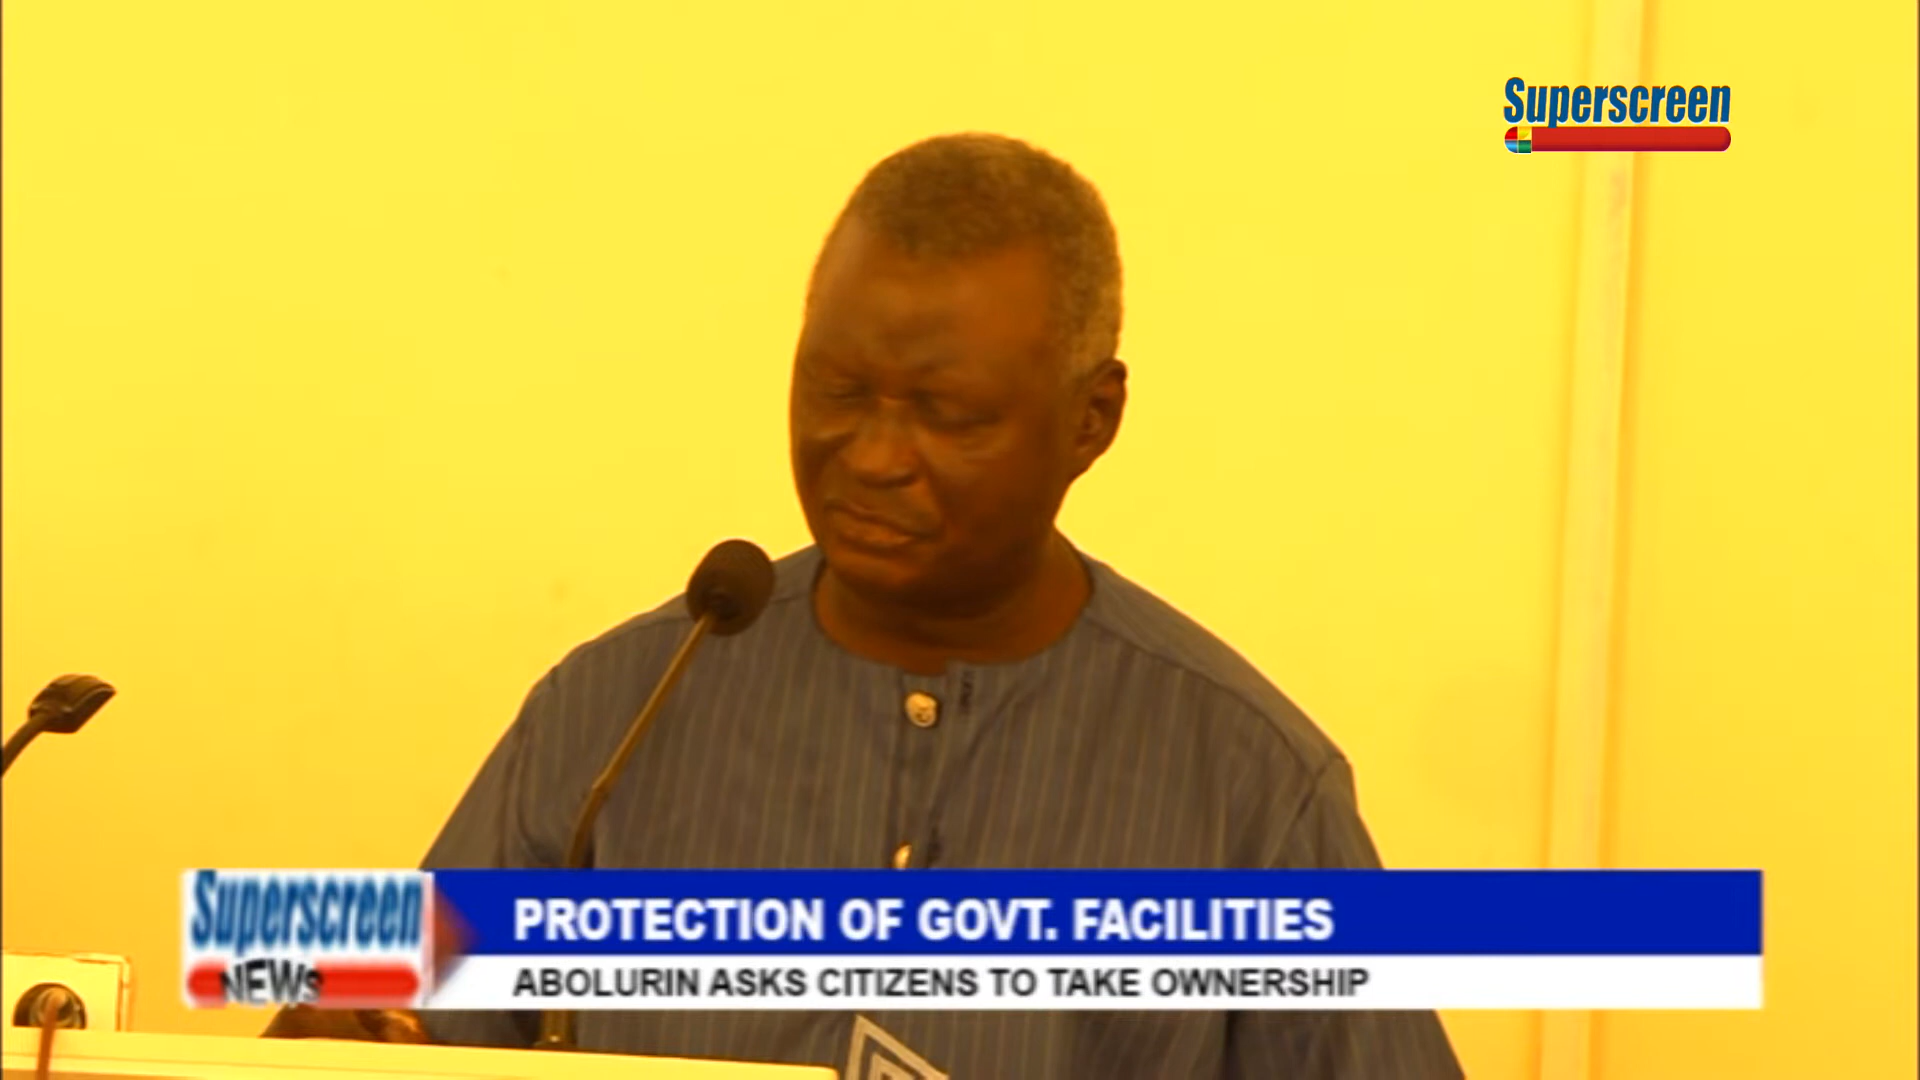 Superscreen
Superscreen
NEWS
PROTECTION OF GOVT. FACILITIES
ABOLURIN ASKS CITIZENS TO TAKE OWNERSHIP